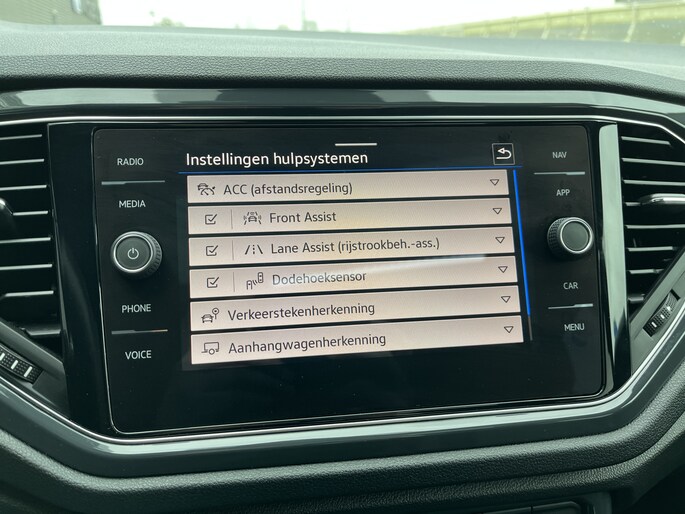 Instellingen hulpsystemen
RADIO
MEDIA
PHONE
VOICE
ACC (afstandsregeling)
Front Assist
Lane Assist (rijstrookbeh.-ass.)
Dodehoeksensor
Verkeerstekenherkenning
Aanhangwagenherkenning
NAV
APP
CAR
MENU